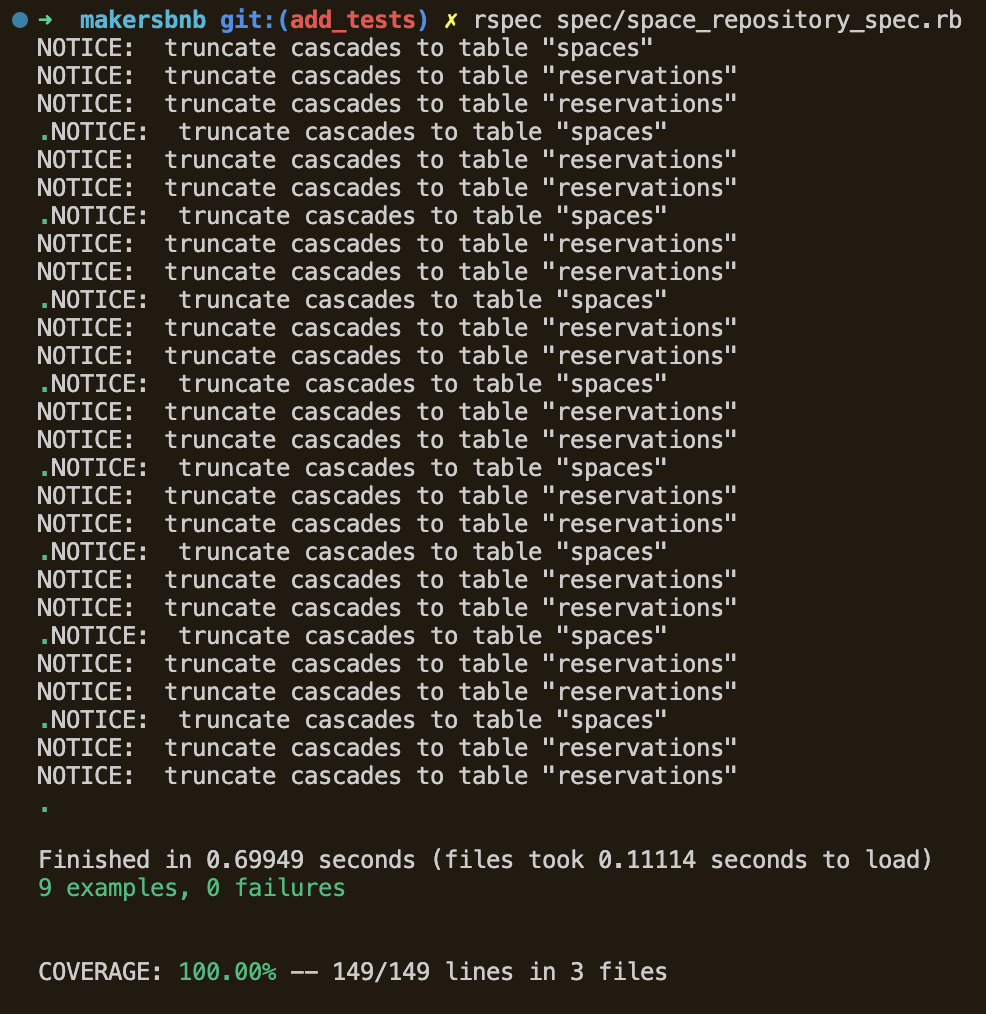 ➜  makersbnb git:(add_tests) ✗ rspec spec/space_repository_spec.rb
NOTICE:  truncate cascades to table "spaces"
NOTICE:  truncate cascades to table "reservations"
NOTICE:  truncate cascades to table "reservations"
.NOTICE:  truncate cascades to table "spaces"
NOTICE:  truncate cascades to table "reservations"
NOTICE:  truncate cascades to table "reservations"
.NOTICE:  truncate cascades to table "spaces"
NOTICE:  truncate cascades to table "reservations"
NOTICE:  truncate cascades to table "reservations"
.NOTICE:  truncate cascades to table "spaces"
NOTICE:  truncate cascades to table "reservations"
NOTICE:  truncate cascades to table "reservations"
.NOTICE:  truncate cascades to table "spaces"
NOTICE:  truncate cascades to table "reservations"
NOTICE:  truncate cascades to table "reservations"
.NOTICE:  truncate cascades to table "spaces"
NOTICE:  truncate cascades to table "reservations"
NOTICE:  truncate cascades to table "reservations"
.NOTICE:  truncate cascades to table "spaces"
NOTICE:  truncate cascades to table "reservations"
NOTICE:  truncate cascades to table "reservations"
.NOTICE:  truncate cascades to table "spaces"
NOTICE:  truncate cascades to table "reservations"
NOTICE:  truncate cascades to table "reservations"
.NOTICE:  truncate cascades to table "spaces"
NOTICE:  truncate cascades to table "reservations"
NOTICE:  truncate cascades to table "reservations"
.
Finished in 0.69949 seconds (files took 0.11114 seconds to load)
9 examples, 0 failures
COVERAGE: 100.00% -- 149/149 lines in 3 files